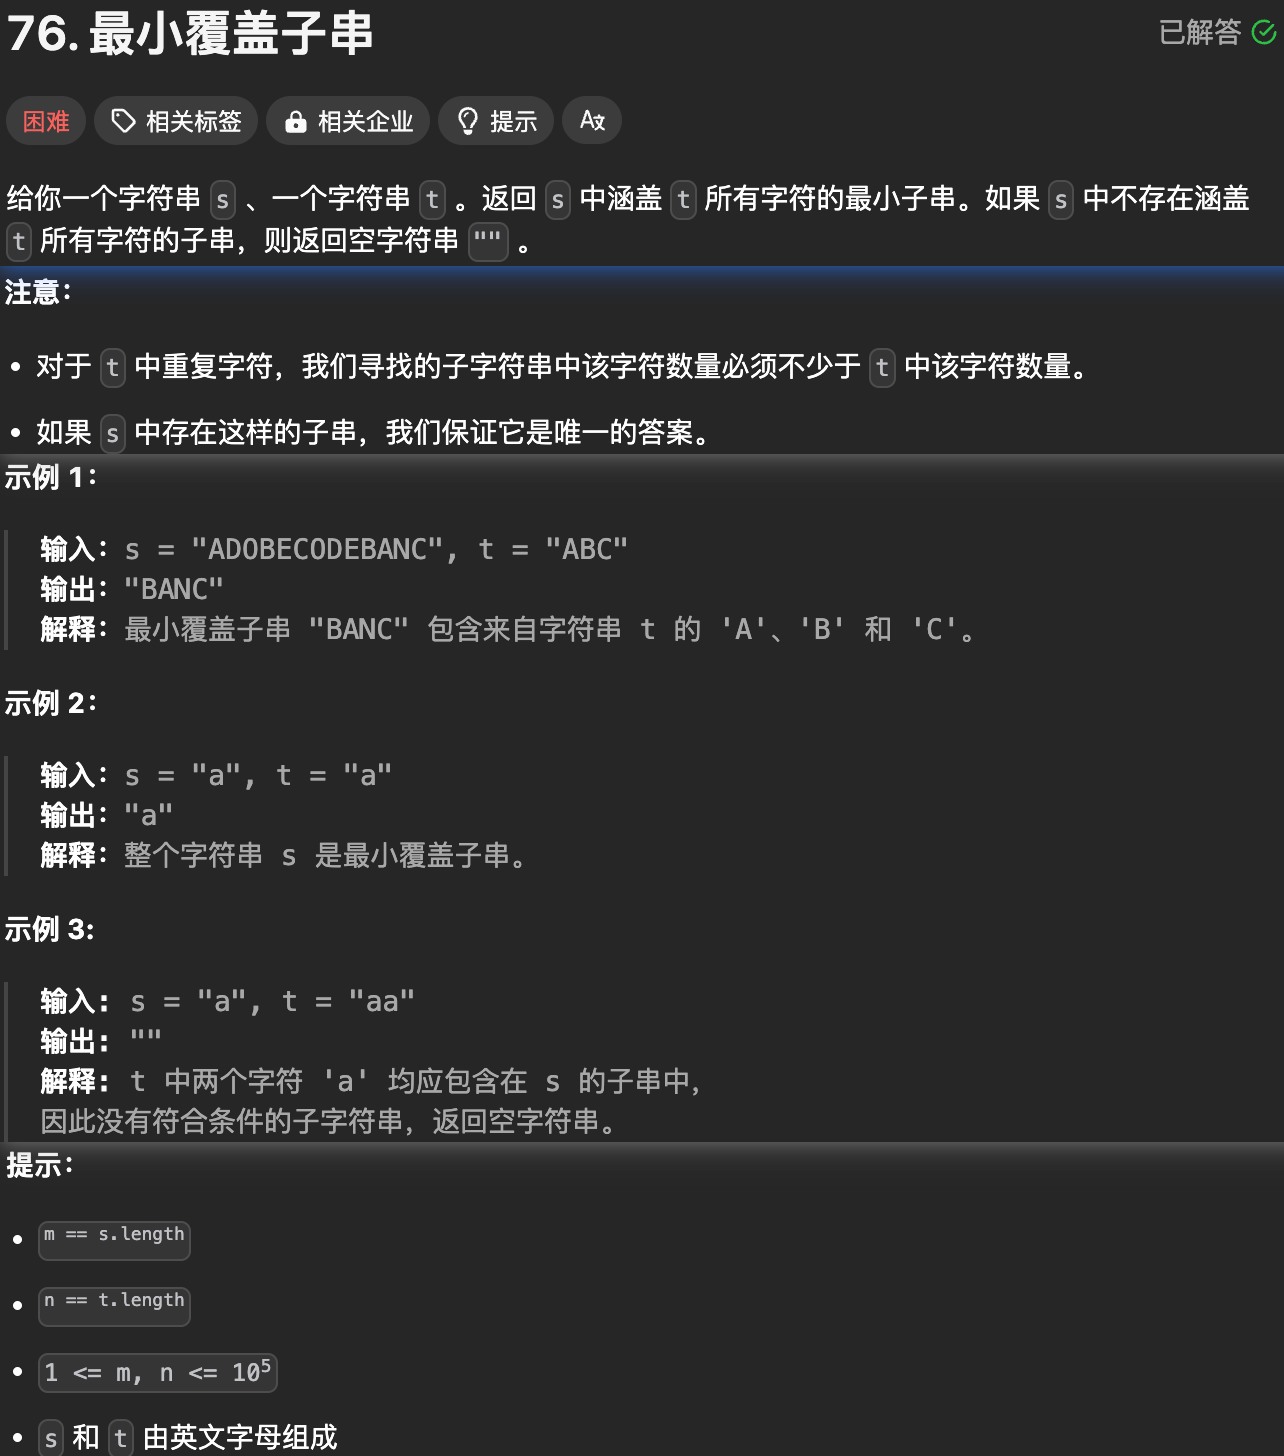 76. 最小覆盖子串
已解答
困难 相关标签 相关企业 提示 A文
给你一个字符串 s 、一个字符串 t 。返回 s 中涵盖 t 所有字符的最小子串。如果 s 中不存在涵盖
t 所有字符的子串，则返回空字符串 "" 。
注意：
• 对于 t 中重复字符，我们寻找的子字符串中该字符数量必须不少于 t 中该字符数量。
• 如果 s 中存在这样的子串，我们保证它是唯一的答案。
示例 1：
输入：s = "ADOBECODEBANC", t = "ABC"
输出："BANC"
解释：最小覆盖子串 "BANC" 包含来自字符串 t 的 'A'、'B' 和 'C'。
示例 2：
输入：s = "a", t = "a"
输出："a"
解释：整个字符串 s 是最小覆盖子串。
示例 3:
输入: s = "a", t = "aa"
输出: ""
解释: t 中两个字符 'a' 均应包含在 s 的子串中，
因此没有符合条件的子字符串，返回空字符串。
提示：
• m == s.length
• n == t.length
• 1 <= m, n <= 10⁵
• s 和 t 由英文字母组成